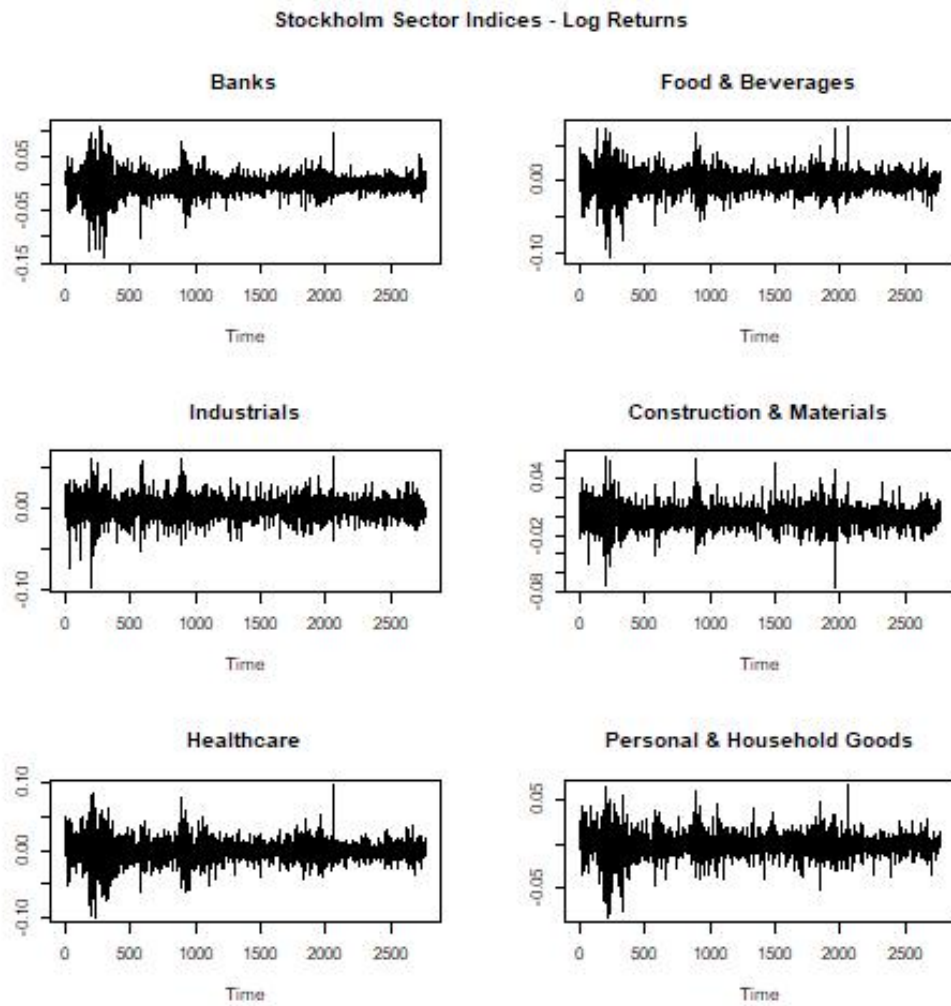 Stockholm Sector Indices - Log Returns
Banks
0.05
-0.05
-0.15
0 500 1000 1500 2000 2500
Time
Food & Beverages
0.00
-0.10
0 500 1000 1500 2000 2500
Time
Industrials
0.00
-0.10
0 500 1000 1500 2000 2500
Time
Construction & Materials
0.04
-0.02
-0.08
0 500 1000 1500 2000 2500
Time
Healthcare
0.10
0.00
-0.10
0 500 1000 1500 2000 2500
Time
Personal & Household Goods
0.05
-0.05
0 500 1000 1500 2000 2500
Time